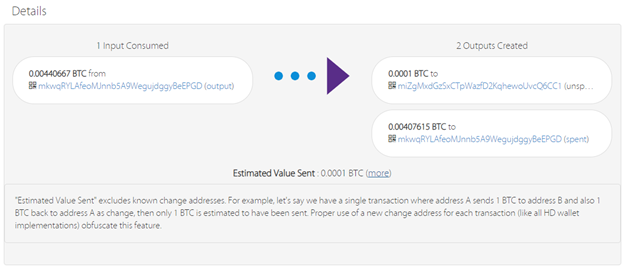 Details
1 Input Consumed
0.00440667 BTC from
mkwqRYLAfeoMJnnb5A9WegujdggyBeEPGD (output)
2 Outputs Created
0.0001 BTC to
miZgMxdGzSxCTpWazfD2KqhewoUvcQ6CC1 (unsp...
0.00407615 BTC to
mkwqRYLAfeoMJnnb5A9WegujdggyBeEPGD (spent)
Estimated Value Sent : 0.0001 BTC (more)
"Estimated Value Sent" excludes known change addresses. For example, let's say we have a single transaction where address A sends 1 BTC to address B and also 1
BTC back to address A as change, then only 1 BTC is estimated to have been sent. Proper use of a new change address for each transaction (like all HD wallet
implementations) obfuscate this feature.